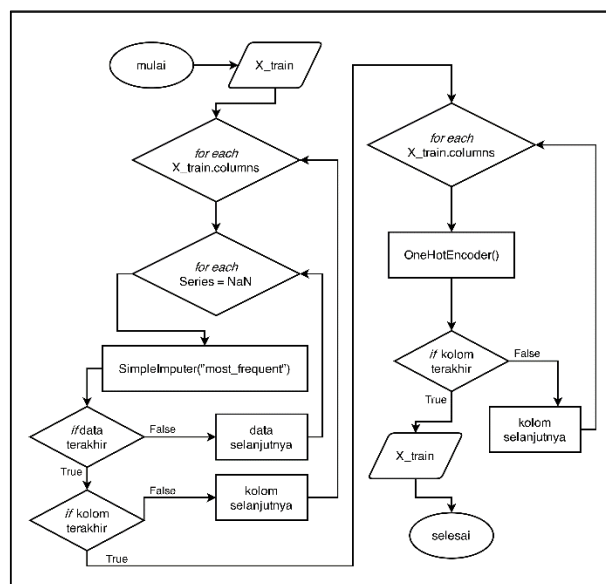 mulai
X_train
for each
X_train.columns
for each
Series = NaN
SimpleImputer("most_frequent")
if data
terakhir
False
data
selanjutnya
True
if kolom
terakhir
False
kolom
selanjutnya
True
for each
X_train.columns
OneHotEncoder()
if kolom
terakhir
False
True
kolom
selanjutnya
X_train
selesai